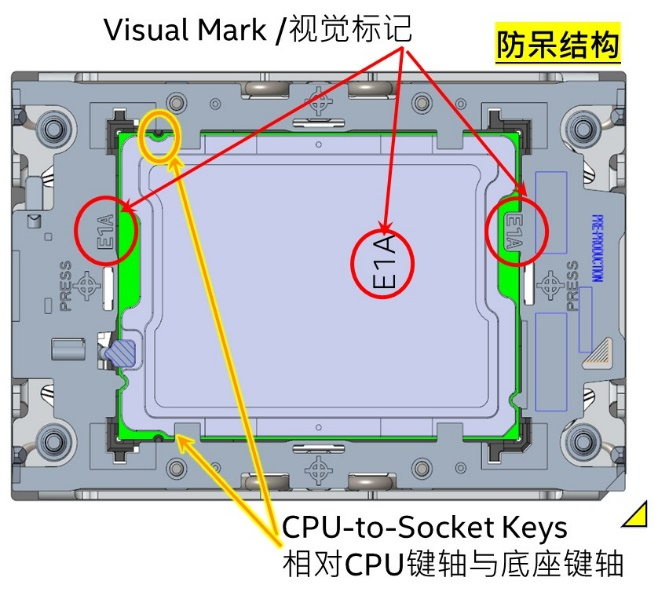 Visual Mark /视觉标记
防呆结构
E1A
E1A
E1A
PRE-PRODUCTION
PRESS
PRESS
CPU-to-Socket Keys
相对CPU键轴与底座键轴